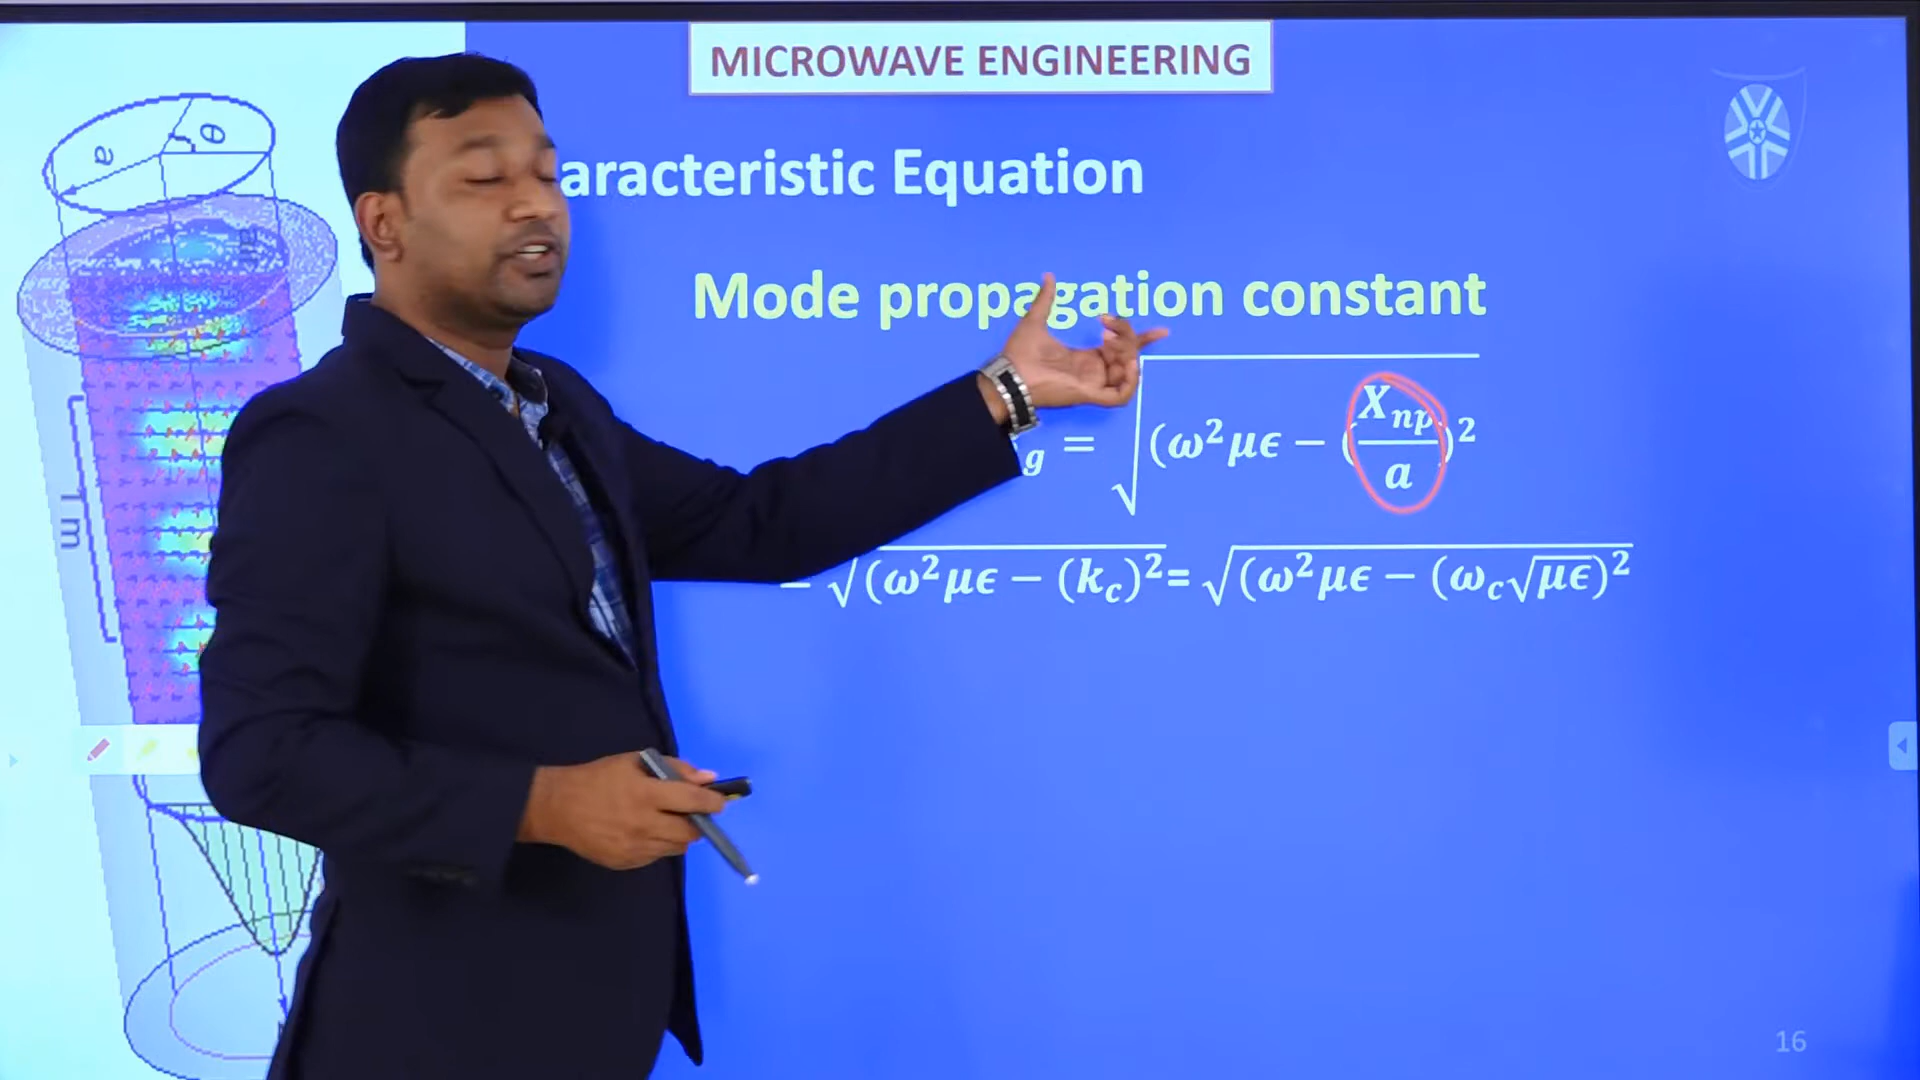 MICROWAVE ENGINEERING
aracteristic Equation
Mode propagation constant
g = √(ω²μϵ − (Xnp/a)²
= √(ω²μϵ − (kc)² = √(ω²μϵ − (ωc√μϵ)²
a
θ
T m
16